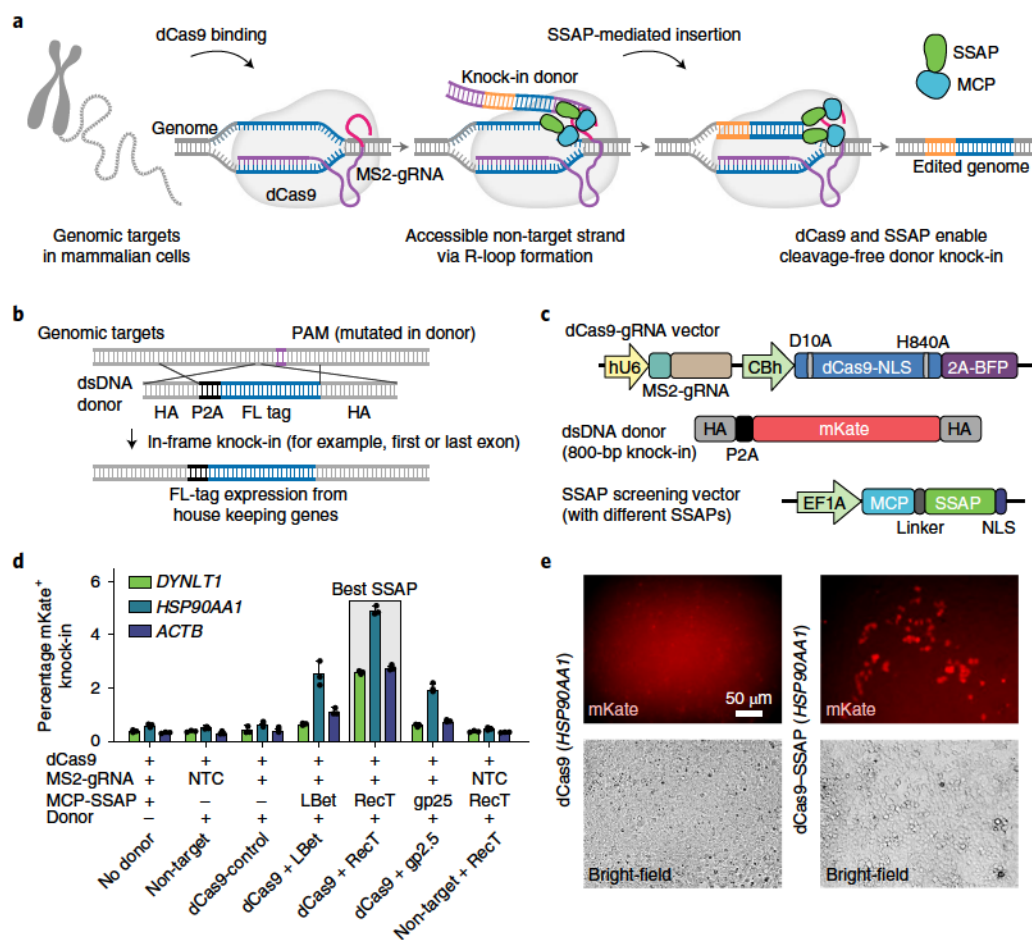 a
dCas9 binding
SSAP-mediated insertion
SSAP
MCP
Knock-in donor
Genome
MS2-gRNA
dCas9
Edited genome
Genomic targets
in mammalian cells
Accessible non-target strand
via R-loop formation
dCas9 and SSAP enable
cleavage-free donor knock-in
b
Genomic targets
PAM (mutated in donor)
dsDNA
donor
HA
P2A
FL tag
HA
In-frame knock-in (for example, first or last exon)
FL-tag expression from
house keeping genes
c
dCas9-gRNA vector
D10A
H840A
hU6
CBh
dCas9-NLS
2A-BFP
MS2-gRNA
dsDNA donor
(800-bp knock-in)
HA
mKate
HA
P2A
SSAP screening vector
(with different SSAPs)
EF1A
MCP
SSAP
Linker
NLS
d
Percentage mKate+
knock-in
6
4
2
0
DYNLT1
HSP90AA1
ACTB
Best SSAP
dCas9 + + + + + + +
MS2-gRNA + NTC + + + + NTC
MCP-SSAP + – – LBet RecT gp25 RecT
Donor – + + + + + +
No donor
Non-target
dCas9-control
dCas9 + LBet
dCas9 + RecT
dCas9 + gp2.5
Non-target + RecT
e
dCas9 (HSP90AA1)
mKate
50 μm
Bright-field
dCas9–SSAP (HSP90AA1)
mKate
Bright-field